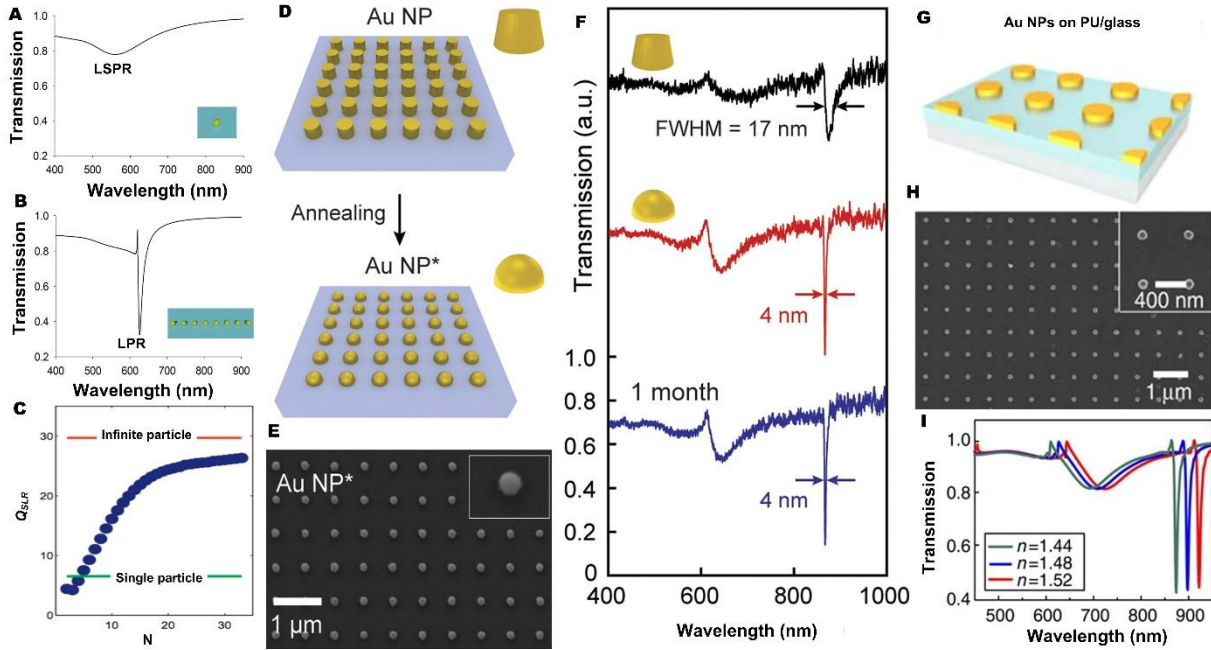 A
Transmission
1.0
0.8
0.6
0.4
0.2
LSPR
400 500 600 700 800 900
Wavelength (nm)
B
Transmission
1.0
0.8
0.6
0.4
0.2
LPR
400 500 600 700 800 900
Wavelength (nm)
C
QSLR
30
20
10
0
Infinite particle
Single particle
10 20 30
N
D
Au NP
Annealing
Au NP*
E
Au NP*
1 μm
F
Transmission (a.u.)
FWHM = 17 nm
4 nm
1 month
4 nm
1.0
0.8
0.6
0.4
0.2
0
400 600 800 1000
Wavelength (nm)
G
Au NPs on PU/glass
H
400 nm
1 μm
I
Transmission
1.0
0.8
0.6
0.4
n=1.44
n=1.48
n=1.52
500 600 700 800 900
Wavelength (nm)